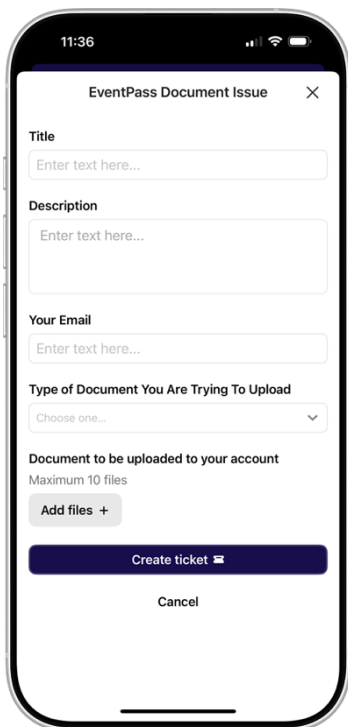 11:36
EventPass Document Issue
Title
Enter text here...
Description
Enter text here...
Your Email
Enter text here...
Type of Document You Are Trying To Upload
Choose one...
Document to be uploaded to your account
Maximum 10 files
Add files +
Create ticket
Cancel